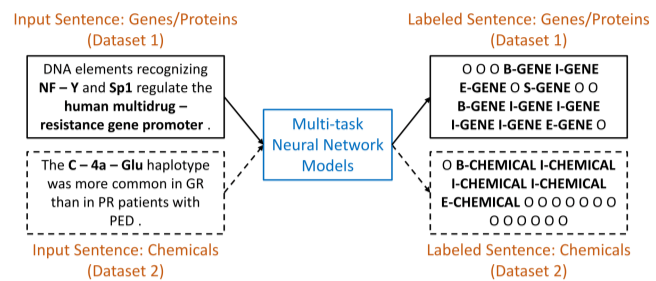 Input Sentence: Genes/Proteins
(Dataset 1)
DNA elements recognizing
NF – Y and Sp1 regulate the
human multidrug –
resistance gene promoter .
The C – 4a – Glu haplotype
was more common in GR
than in PR patients with
PED .
Input Sentence: Chemicals
(Dataset 2)
Multi-task
Neural Network
Models
Labeled Sentence: Genes/Proteins
(Dataset 1)
O O O B-GENE I-GENE
E-GENE O S-GENE O O
B-GENE I-GENE I-GENE
I-GENE I-GENE E-GENE O
O B-CHEMICAL I-CHEMICAL
I-CHEMICAL I-CHEMICAL
E-CHEMICAL O O O O O O O
O O O O O O
Labeled Sentence: Chemicals
(Dataset 2)